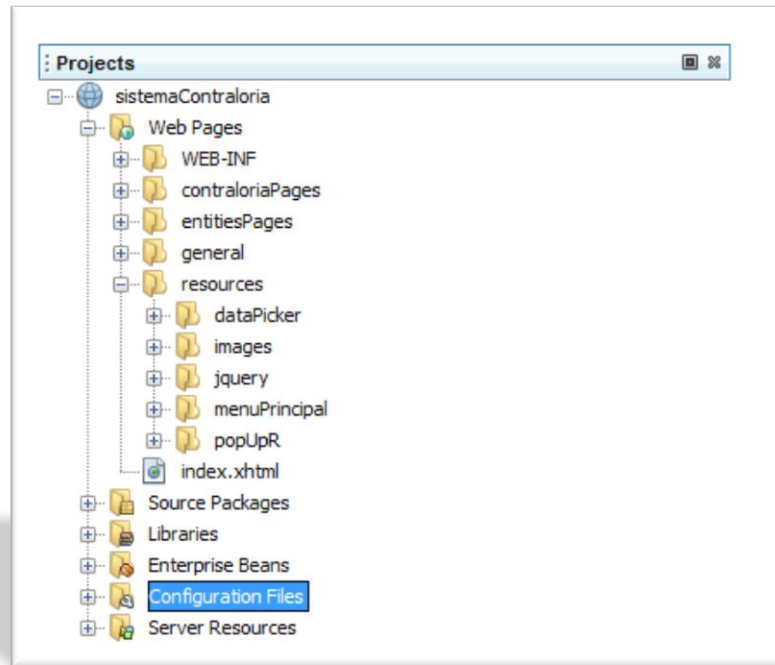 Projects
sistemaContraloria
Web Pages
WEB-INF
contraloriaPages
entitiesPages
general
resources
dataPicker
images
jquery
menuPrincipal
popUpR
index.xhtml
Source Packages
Libraries
Enterprise Beans
Configuration Files
Server Resources